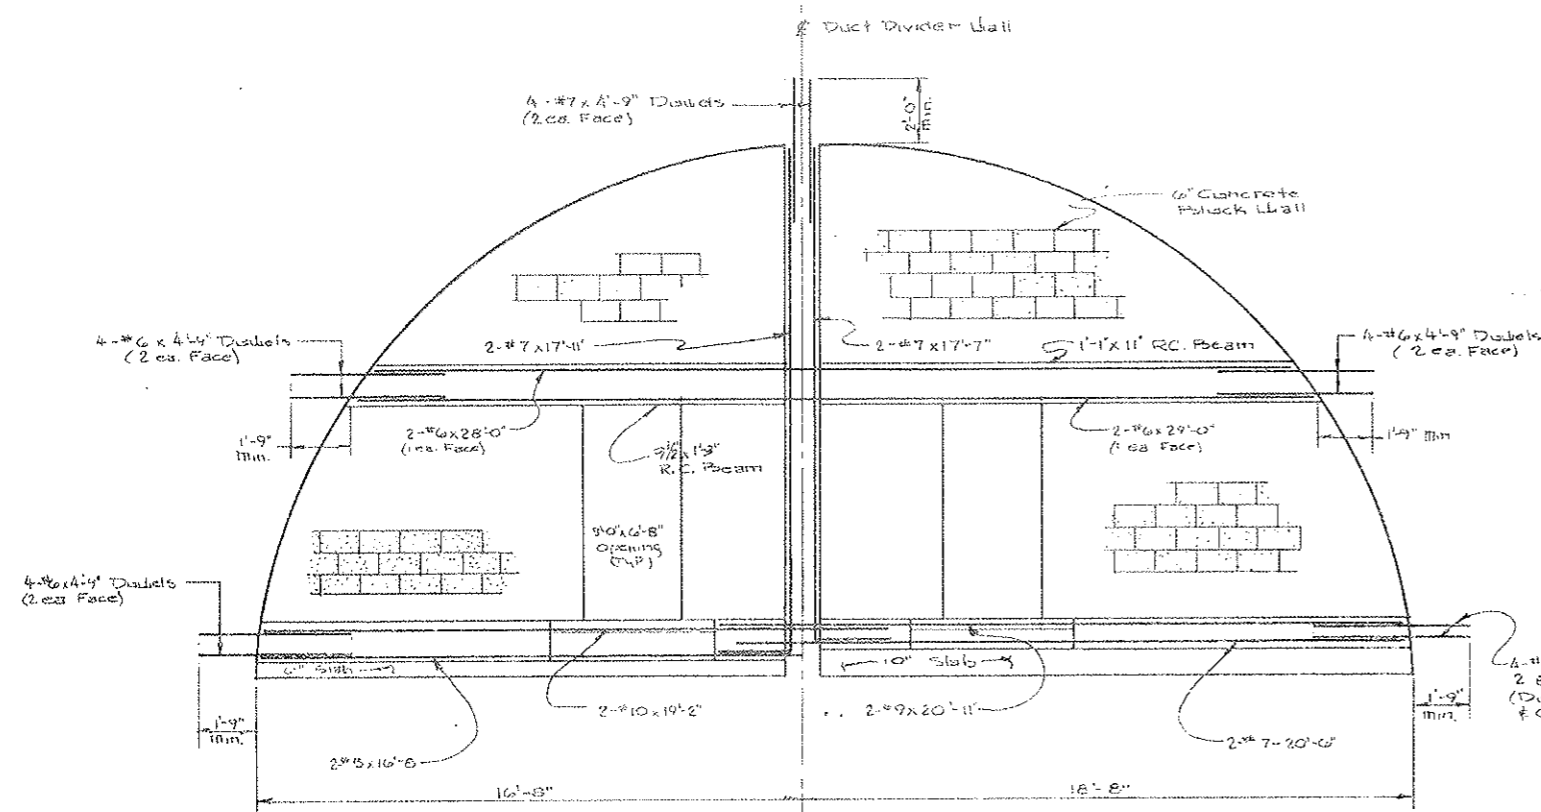 ℄ Duct Divider Wall
4-#7 x 4'-9" Dowels
(2 ea. Face)
2'-0"
min.
6" Concrete
Block Wall
4-#6 x 4'-9" Dowels
(2 ea. Face)
2-#7 x 17'-11"
2-#7 x 17'-7"
1'-1" x 11" R.C. Beam
4-#6 x 4'-9" Dowels
(2 ea. Face)
1'-9"
Min.
2-#6 x 28'-0"
(1 ea. Face)
R.C. Beam
2-#6 x 29'-0"
(1 ea. Face)
1'-9" Min
6'-8"
Opening
(Typ)
4-#6 x 4'-9" Dowels
(2 ea. Face)
6" Slab
10" Slab
4-#
1'-9"
min.
2-#10 x 19'-2"
2-#9 x 20'-11"
1'-9"
min.
2-#7-20'-6"
16'-8"
18'-8"